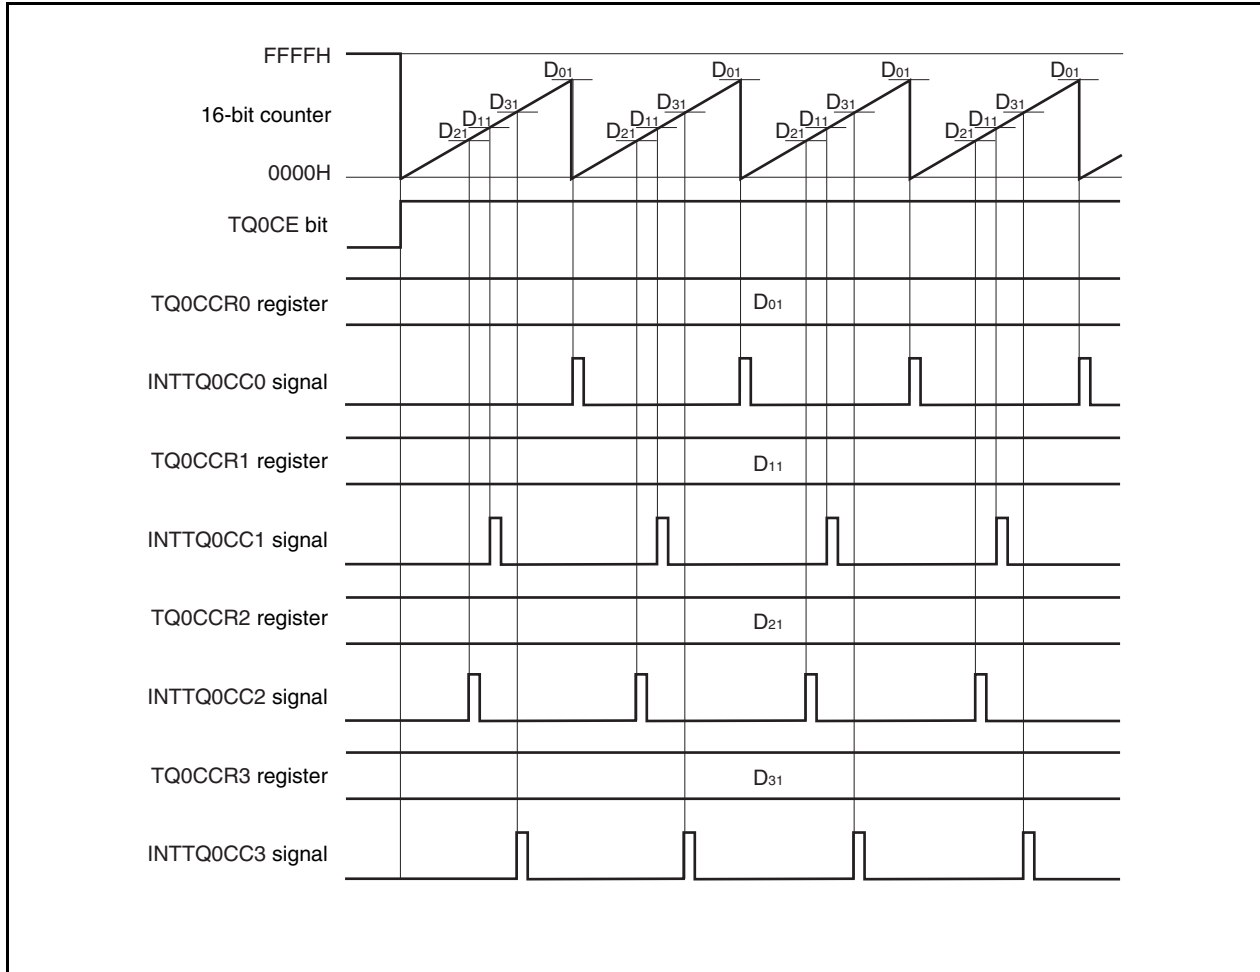 FFFFH
D01 D01 D01 D01
16-bit counter
D31 D31 D31 D31
D11 D11 D11 D11
D21 D21 D21 D21
0000H
TQ0CE bit
TQ0CCR0 register
D01
INTTQ0CC0 signal
TQ0CCR1 register
D11
INTTQ0CC1 signal
TQ0CCR2 register
D21
INTTQ0CC2 signal
TQ0CCR3 register
D31
INTTQ0CC3 signal